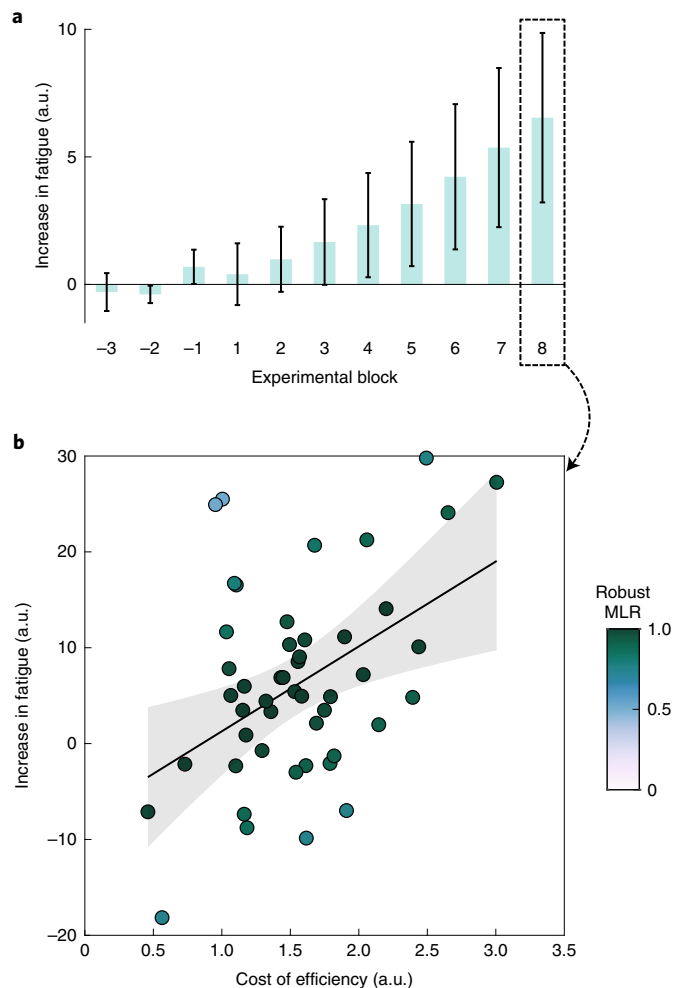 a
Increase in fatigue (a.u.)
10
5
0
–3 –2 –1 1 2 3 4 5 6 7 8
Experimental block
b
Increase in fatigue (a.u.)
30
20
10
0
–10
–20
0 0.5 1.0 1.5 2.0 2.5 3.0 3.5
Cost of efficiency (a.u.)
Robust
MLR
1.0
0.5
0